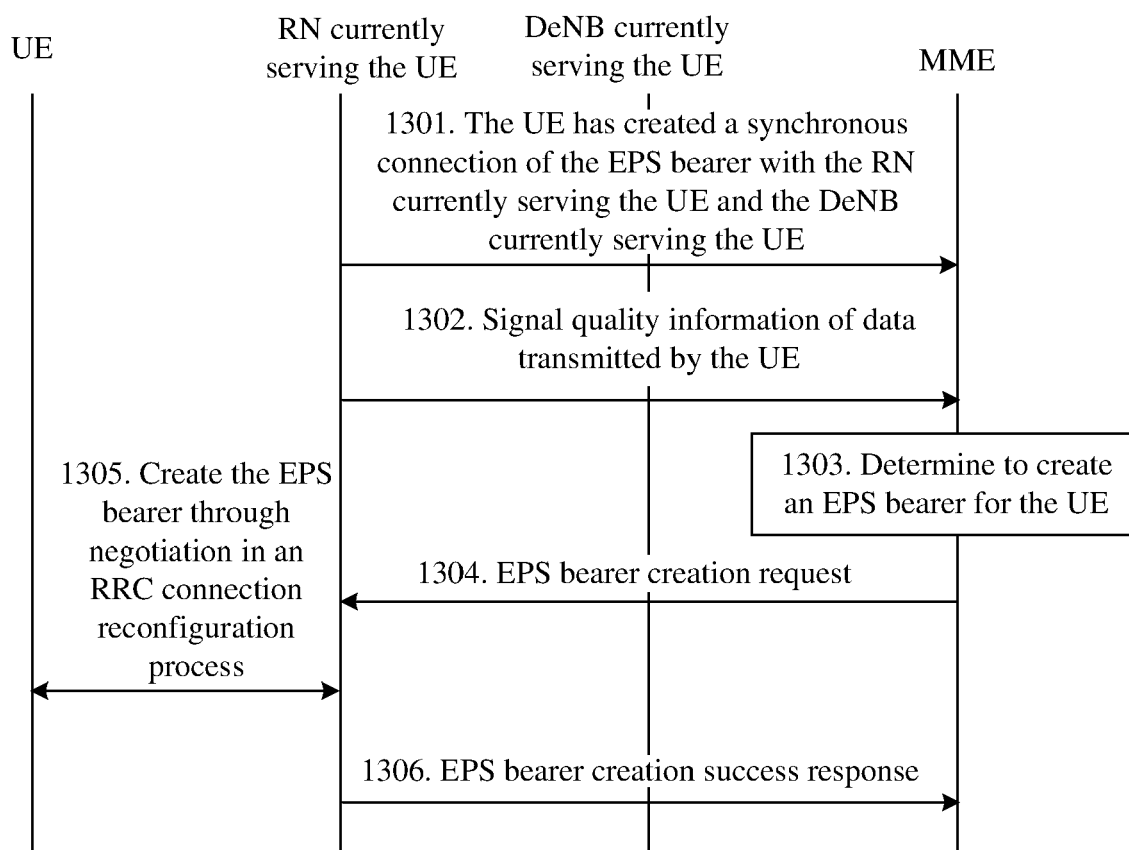 UE
RN currently
serving the UE
DeNB currently
serving the UE
MME
1301. The UE has created a synchronous
connection of the EPS bearer with the RN
currently serving the UE and the DeNB
currently serving the UE
1302. Signal quality information of data
transmitted by the UE
1303. Determine to create
an EPS bearer for the UE
1304. EPS bearer creation request
1305. Create the EPS
bearer through
negotiation in an
RRC connection
reconfiguration
process
1306. EPS bearer creation success response